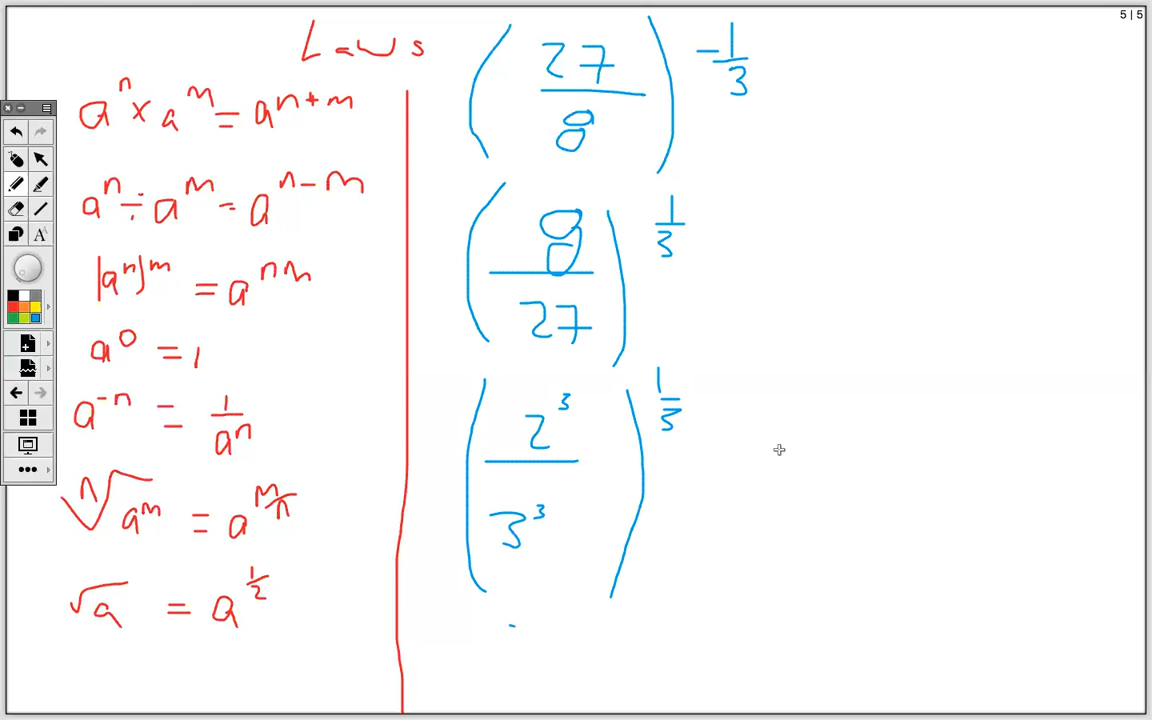 5 | 5
Laws
aⁿ × aᵐ = aⁿ⁺ᵐ
aⁿ ÷ aᵐ = aⁿ⁻ᵐ
(aⁿ)ᵐ = aⁿᵐ
a⁰ = 1
a⁻ⁿ = 1/aⁿ
ⁿ√aᵐ = a^(m/n)
√a = a^(1/2)
(27/8)^(-1/3)
(8/27)^(1/3)
(2³/3³)^(1/3)
A